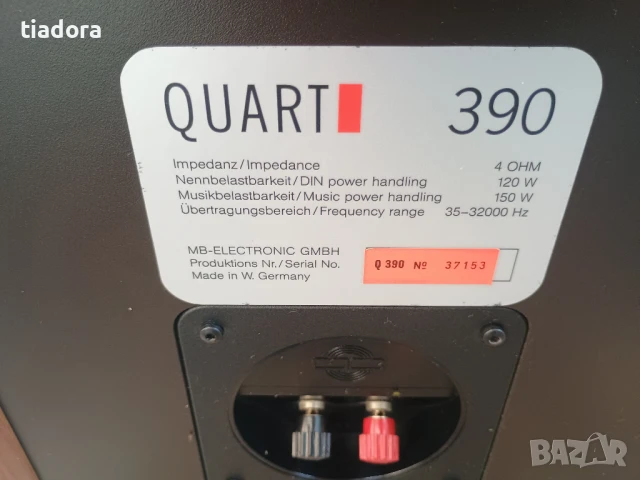 tiadora
QUART 390
Impedanz/Impedance 4 OHM
Nennbelastbarkeit/DIN power handling 120 W
Musikbelastbarkeit/Music power handling 150 W
Übertragungsbereich/Frequency range 35-32000 Hz
MB-ELECTRONIC GMBH
Produktions Nr./Serial No. Q 390 Nº 37153
Made in W. Germany
BAZAR